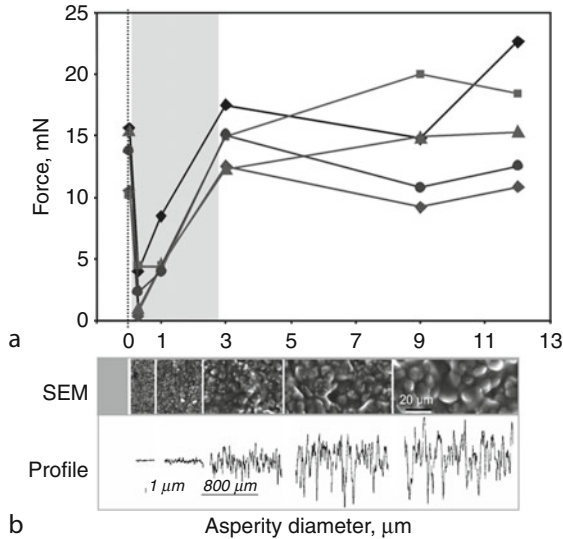 25
20
15
10
5
0
Force, mN
0 1 3 5 7 9 11 13
a
SEM
20 µm
Profile
1 µm 800 µm
b
Asperity diameter, µm